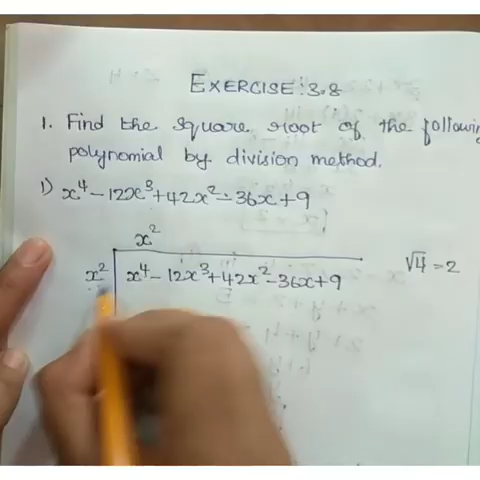 EXERCISE: 3.8
1. Find the square root of the following
polynomial by division method.
1) x⁴ - 12x³ + 42x² - 36x + 9
x²
x² x⁴ - 12x³ + 42x² - 36x + 9
√4 = 2